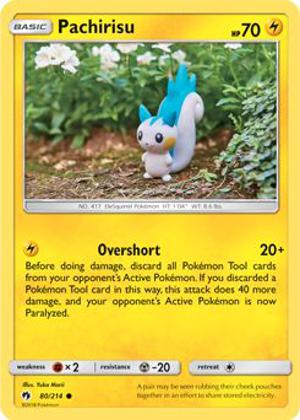 BASIC Pachirisu HP70
NO. 417 EleSquirrel Pokémon HT: 1'04" WT: 8.6 lbs.
Overshort 20+
Before doing damage, discard all Pokémon Tool cards
from your opponent's Active Pokémon. If you discarded a
Pokémon Tool card in this way, this attack does 40 more
damage, and your opponent's Active Pokémon is now
Paralyzed.
weakness ×2 resistance -20 retreat
Illus. Yuka Morii
80/214
©2018 Pokémon
A pair may be seen rubbing their cheek pouches
together in an effort to share stored electricity.